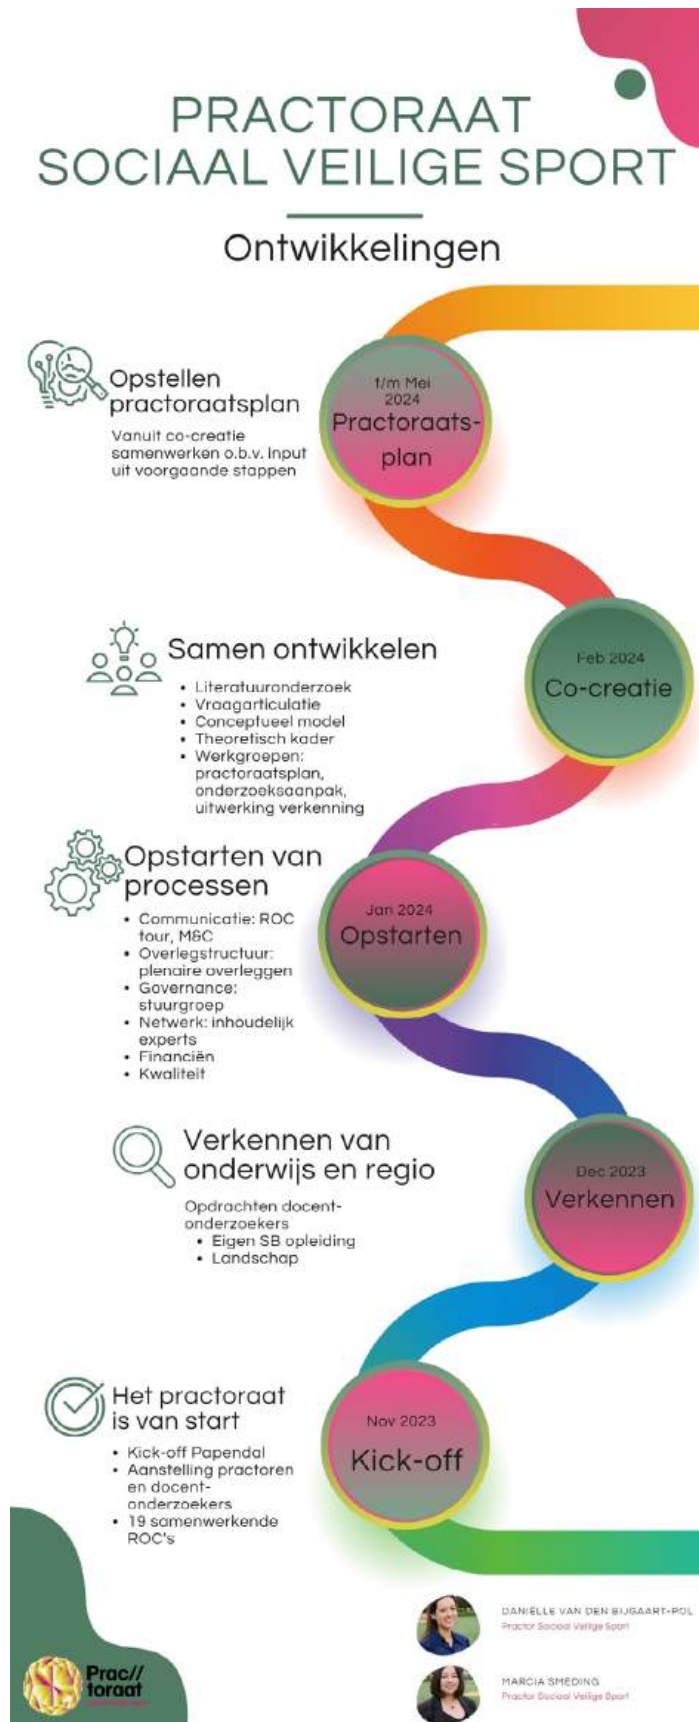 PRACTORAAT
SOCIAAL VEILIGE SPORT
Ontwikkelingen
Opstellen
practoraatsplan
Vanuit co-creatie
samenwerken o.b.v. input
uit voorgaande stappen
t/m Mei
2024
Practoraats-
plan
Samen ontwikkelen
• Literatuuronderzoek
• Vraagarticulatie
• Conceptueel model
• Theoretisch kader
• Werkgroepen:
practoraatsplan,
onderzoeksaanpak,
uitwerking verkenning
Feb 2024
Co-creatie
Opstarten van
processen
• Communicatie: ROC
tour, M&C
• Overlegstructuur:
plenaire overleggen
• Governance:
stuurgroep
• Netwerk: inhoudelijk
experts
• Financiën
• Kwaliteit
Jan 2024
Opstarten
Verkennen van
onderwijs en regio
Opdrachten docent-
onderzoekers
• Eigen SB opleiding
• Landschap
Dec 2023
Verkennen
Het practoraat
is van start
• Kick-off Papendal
• Aanstelling practoren
en docent-
onderzoekers
• 19 samenwerkende
ROC's
Nov 2023
Kick-off
DANIËLLE VAN DEN BIJGAART-POL
Practor Sociaal Veilige Sport
MARCIA SMEDING
Practor Sociaal Veilige Sport
Prac//
toraat